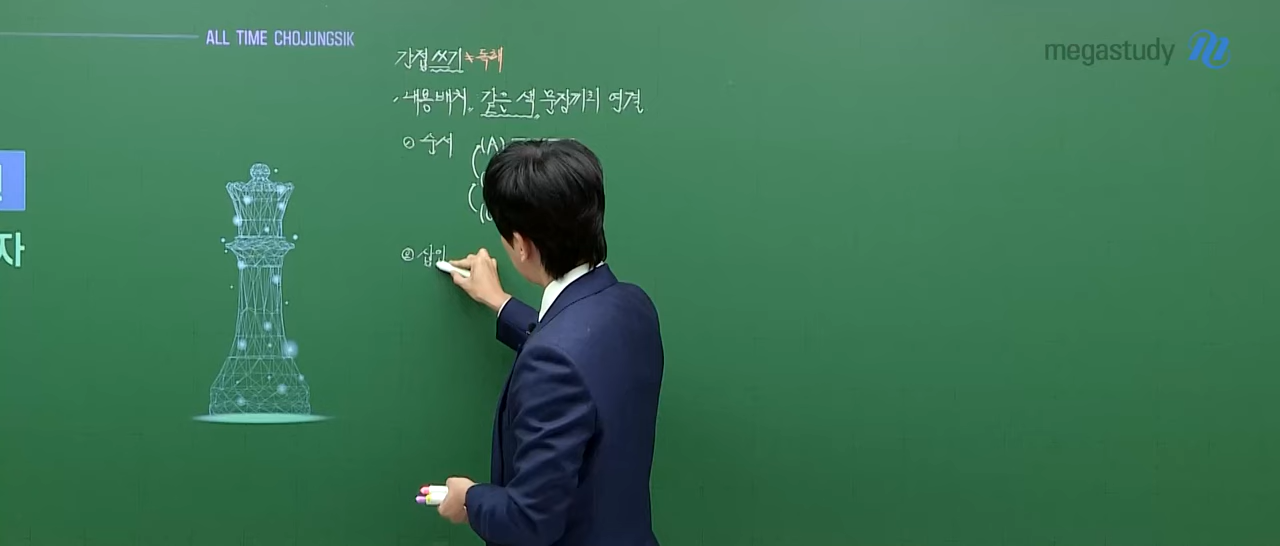 ALL TIME CHOJUNGSIK
megastudy
간접쓰기 ≒ 독해
내용배치. 같은 색 문장끼리 연결
① 순서 (A)
자
② 삽입